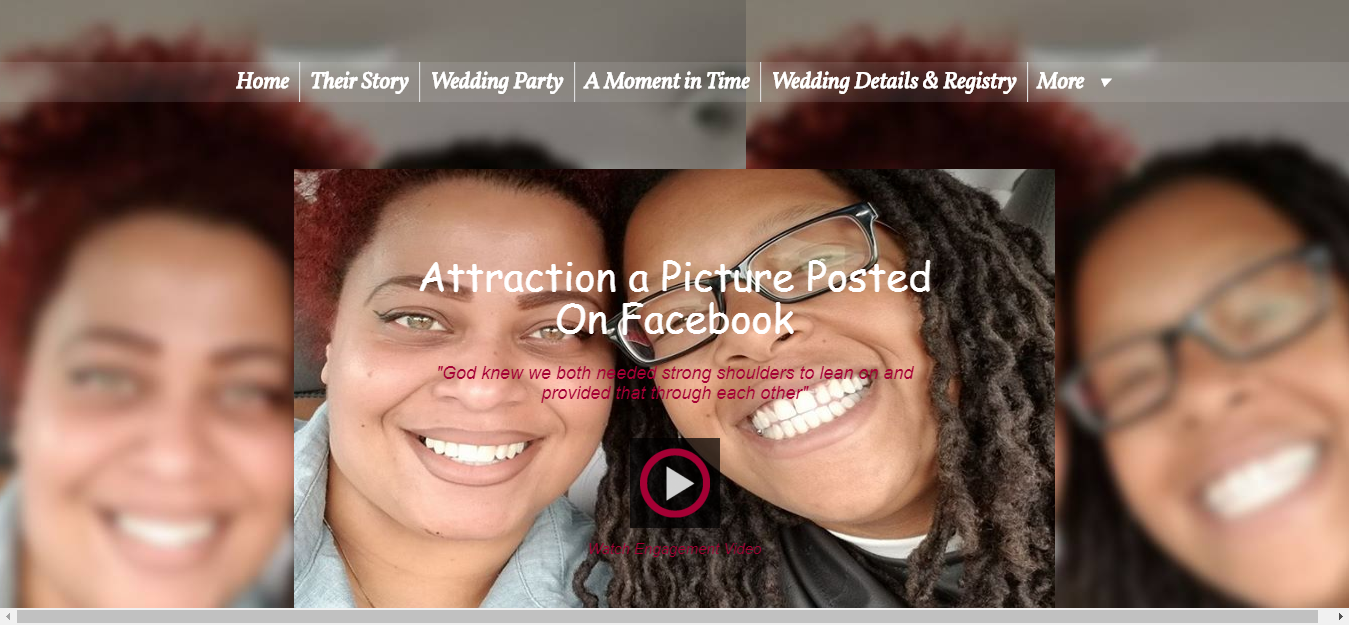 Home Their Story Wedding Party A Moment in Time Wedding Details & Registry More
Attraction a Picture Posted
On Facebook
"God knew we both needed strong shoulders to lean on and
provided that through each other"
Watch Engagement Video